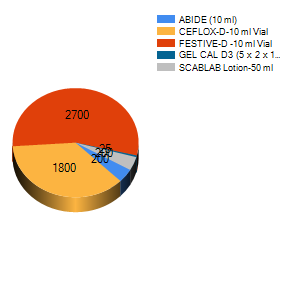 ABIDE (10 ml)
CEFLOX-D-10 ml Vial
FESTIVE-D -10 ml Vial
GEL CAL D3 (5 x 2 x 1...
SCABLAB Lotion-50 ml
2700
25
200
1800